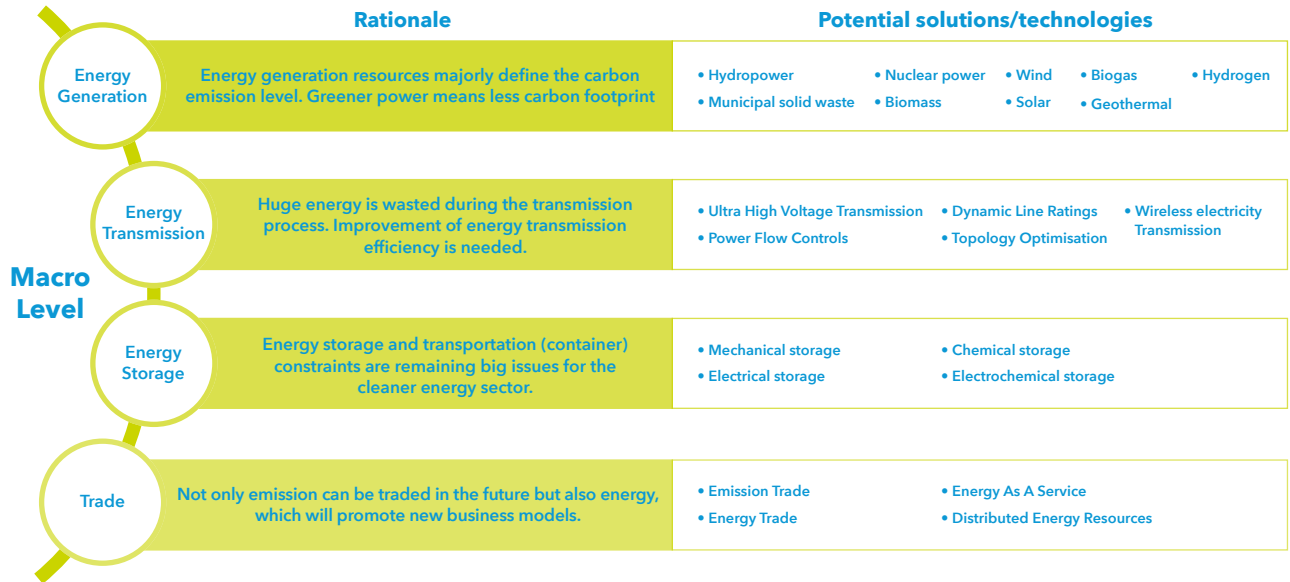 Rationale
Potential solutions/technologies
Macro
Level
Energy
Generation
Energy generation resources majorly define the carbon
emission level. Greener power means less carbon footprint
• Hydropower
• Nuclear power
• Wind
• Biogas
• Hydrogen
• Municipal solid waste
• Biomass
• Solar
• Geothermal
Energy
Transmission
Huge energy is wasted during the transmission
process. Improvement of energy transmission
efficiency is needed.
• Ultra High Voltage Transmission
• Dynamic Line Ratings
• Wireless electricity
Transmission
• Power Flow Controls
• Topology Optimisation
Energy
Storage
Energy storage and transportation (container)
constraints are remaining big issues for the
cleaner energy sector.
• Mechanical storage
• Chemical storage
• Electrical storage
• Electrochemical storage
Trade
Not only emission can be traded in the future but also energy,
which will promote new business models.
• Emission Trade
• Energy As A Service
• Energy Trade
• Distributed Energy Resources